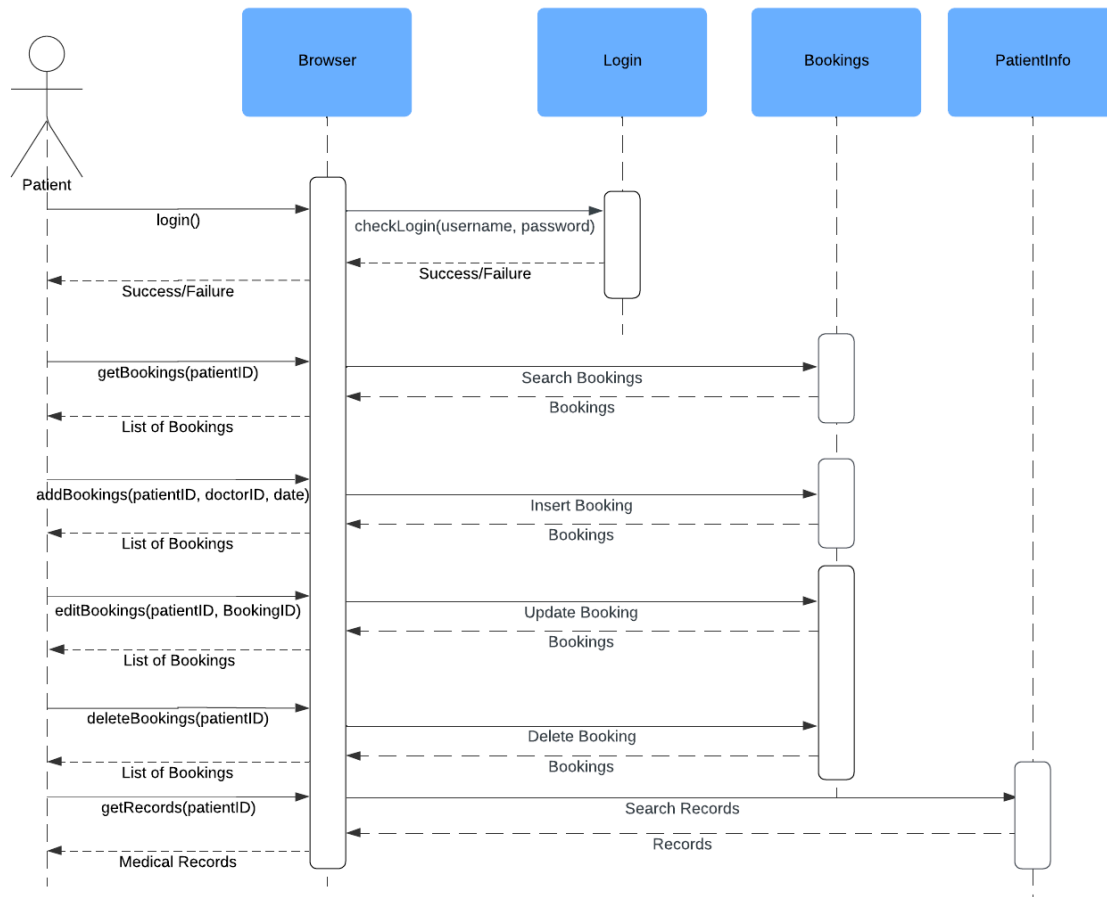 Browser
Login
Bookings
PatientInfo
Patient
login()
checkLogin(username, password)
Success/Failure
Success/Failure
getBookings(patientID)
Search Bookings
Bookings
List of Bookings
addBookings(patientID, doctorID, date)
Insert Booking
Bookings
List of Bookings
editBookings(patientID, BookingID)
Update Booking
Bookings
List of Bookings
deleteBookings(patientID)
Delete Booking
Bookings
List of Bookings
getRecords(patientID)
Search Records
Records
Medical Records